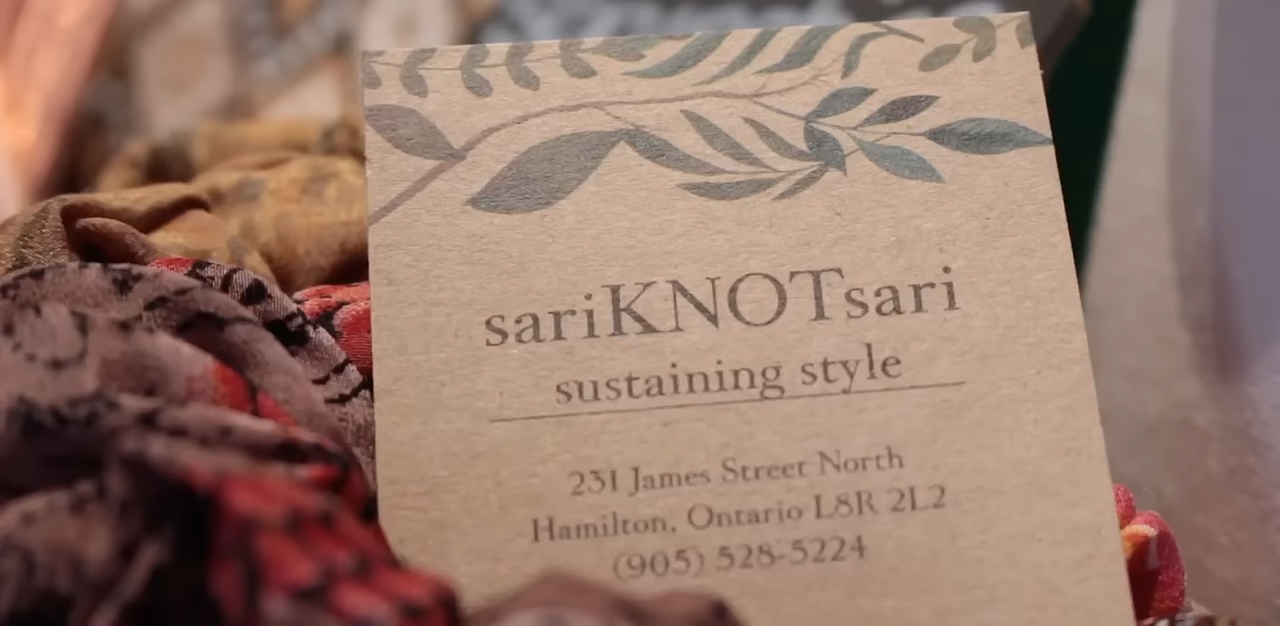 sariKNOTsari
sustaining style
231 James Street North
Hamilton, Ontario L8R 2L2
(905) 528-5224